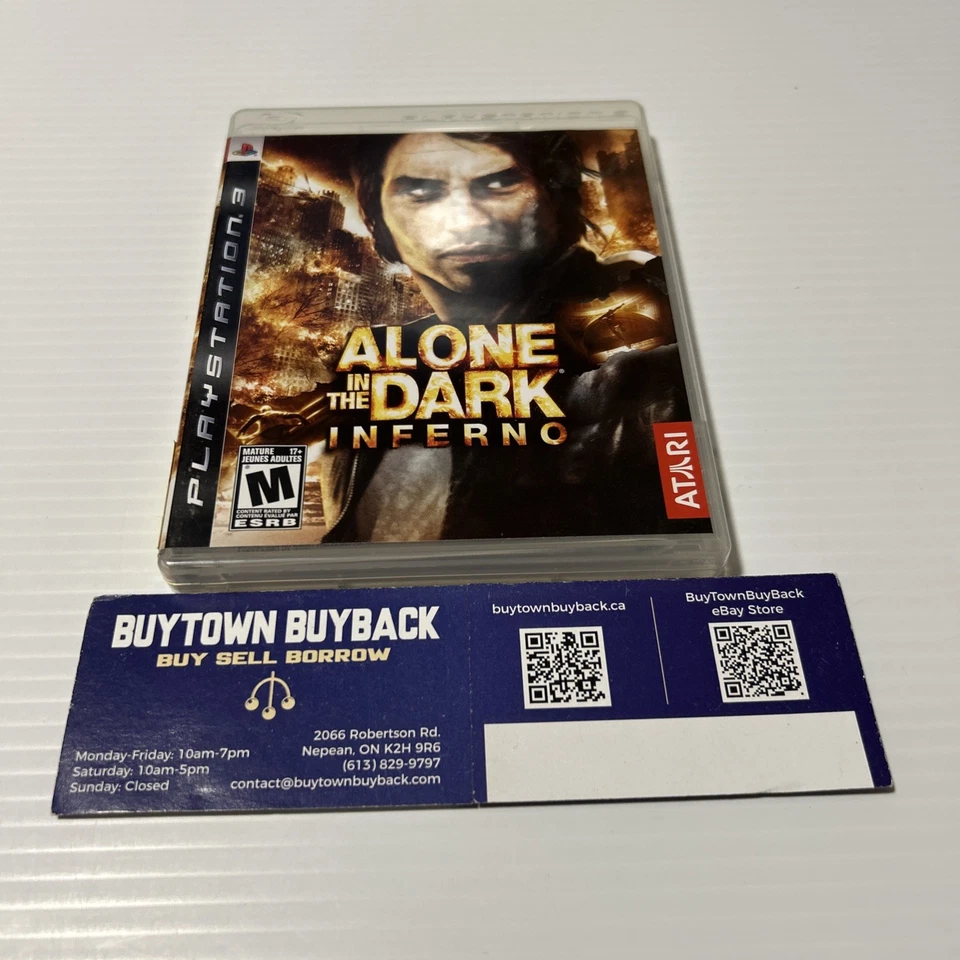 PLAYSTATION 3
ALONE
IN THE DARK
INFERNO
MATURE 17+
JEUNES ADULTES
M
CONTENT RATED BY
CONTENU ÉVALUÉ PAR
ESRB
ATARI
BUYTOWN BUYBACK
BUY SELL BORROW
Monday-Friday: 10am-7pm
Saturday: 10am-5pm
Sunday: Closed
2066 Robertson Rd.
Nepean, ON K2H 9R6
(613) 829-9797
contact@buytownbuyback.com
buytownbuyback.ca
BuyTownBuyBack
eBay Store